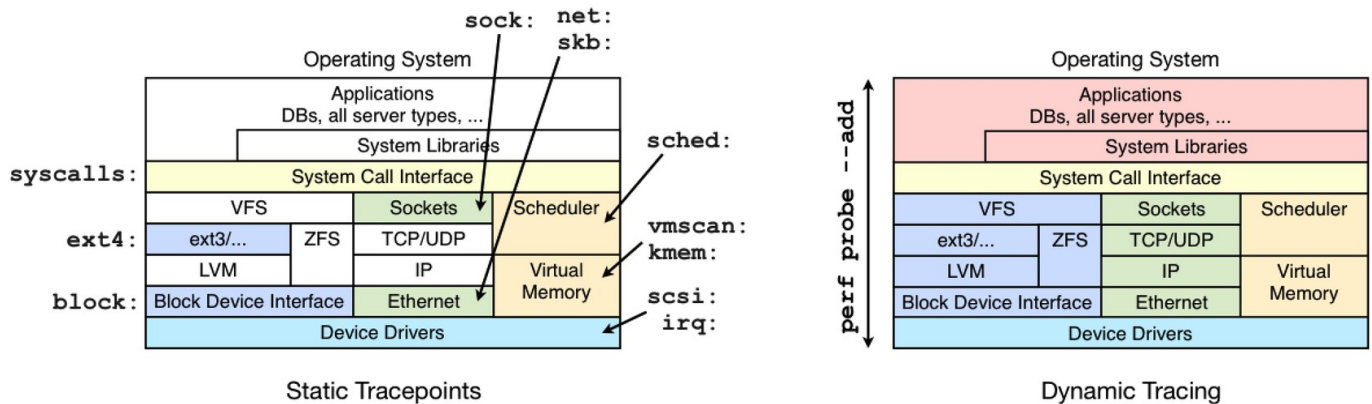 sock:
net:
skb:
Operating System
Applications
DBs, all server types, ...
System Libraries
sched:
syscalls:
System Call Interface
VFS
Sockets
Scheduler
ext4:
ext3/...
ZFS
TCP/UDP
vmscan:
kmem:
LVM
IP
Virtual
Memory
block:
Block Device Interface
Ethernet
scsi:
irq:
Device Drivers
Static Tracepoints
Operating System
perf probe --add
Applications
DBs, all server types, ...
System Libraries
System Call Interface
VFS
Sockets
Scheduler
ext3/...
ZFS
TCP/UDP
LVM
IP
Virtual
Memory
Block Device Interface
Ethernet
Device Drivers
Dynamic Tracing